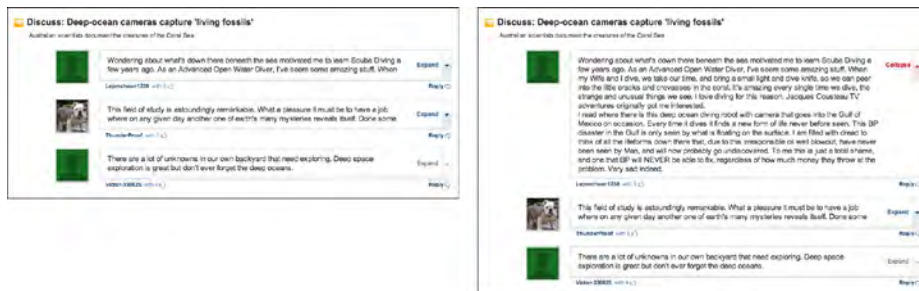 Discuss: Deep-ocean cameras capture 'living fossils'
Australian scientists document the creatures of the Coral Sea
Wondering about what's down there beneath the sea motivated me to learn Scuba Diving a
few years ago. As an Advanced Open Water Diver, I've seen some amazing stuff. When
Expand
Reply
This field of study is astoundingly remarkable. What a pleasure it must be to have a job
where on any given day another one of earth's many mysteries reveals itself. Done some
Expand
ThunderProof
Reply
There are a lot of unknowns in our own backyard that need exploring. Deep space
exploration is great but don't ever forget the deep oceans.
Expand
Reply
Discuss: Deep-ocean cameras capture 'living fossils'
Australian scientists document the creatures of the Coral Sea
Wondering about what's down there beneath the sea motivated me to learn Scuba Diving a
few years ago. As an Advanced Open Water Diver, I've seen some amazing stuff. When
my Wife and I dive, we take our time, and bring a small light and dive knife, so we can peer
into the little cracks and crevasses in the coral. It's amazing every single time we dive, the
strange and unusual things we see. I love diving for this reason. Jacques Cousteau TV
adventures originally got me interested.
I read where there is this deep ocean diving robot with camera that goes into the Gulf of
Mexico on occasion. Every time it dives it finds a new form of life never before seen. This BP
disaster in the Gulf is only seen by what is floating on the surface. I am filled with dread to
think of all the lifeforms down there that, due to this irresponsible oil well blowout, have never
been seen by Man, and will now probably go undiscovered. To me this is just a total shame,
and one that BP will NEVER be able to fix, regardless of how much money they throw at the
problem. Very sad indeed.
Collapse
Reply
This field of study is astoundingly remarkable. What a pleasure it must be to have a job
where on any given day another one of earth's many mysteries reveals itself. Done some
Expand
ThunderProof
Reply
There are a lot of unknowns in our own backyard that need exploring. Deep space
exploration is great but don't ever forget the deep oceans.
Expand
Reply